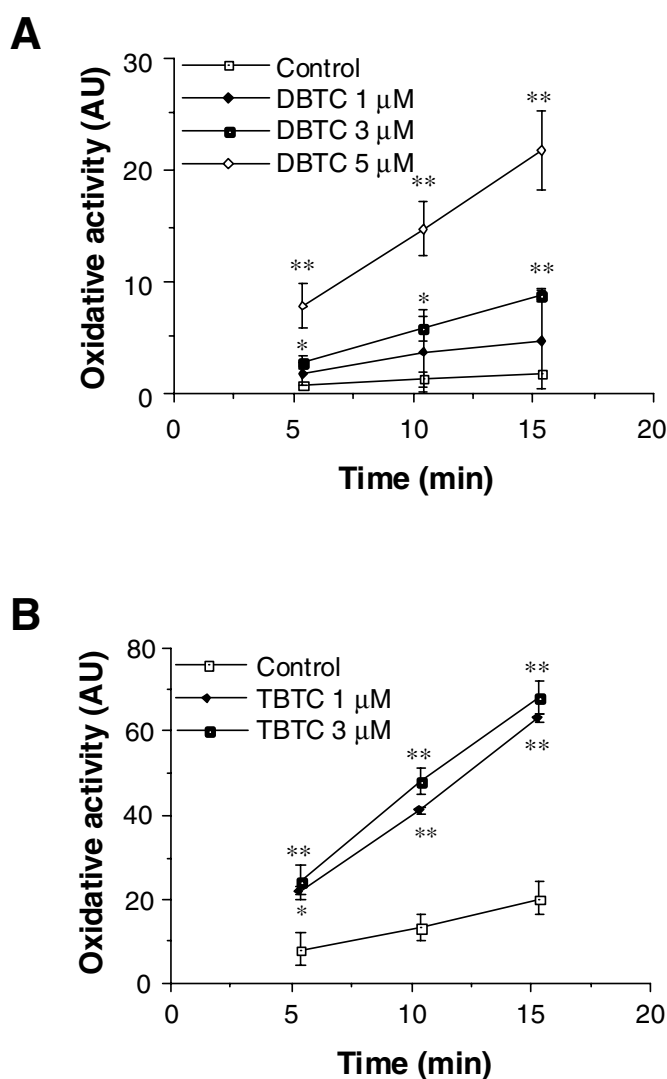 A
Oxidative activity (AU)
30
20
10
0
Control
DBTC 1 μM
DBTC 3 μM
DBTC 5 μM
**
**
**
*
*
**
0
5
10
15
20
Time (min)
B
Oxidative activity (AU)
80
60
40
20
0
Control
TBTC 1 μM
TBTC 3 μM
**
**
**
*
**
**
0
5
10
15
20
Time (min)